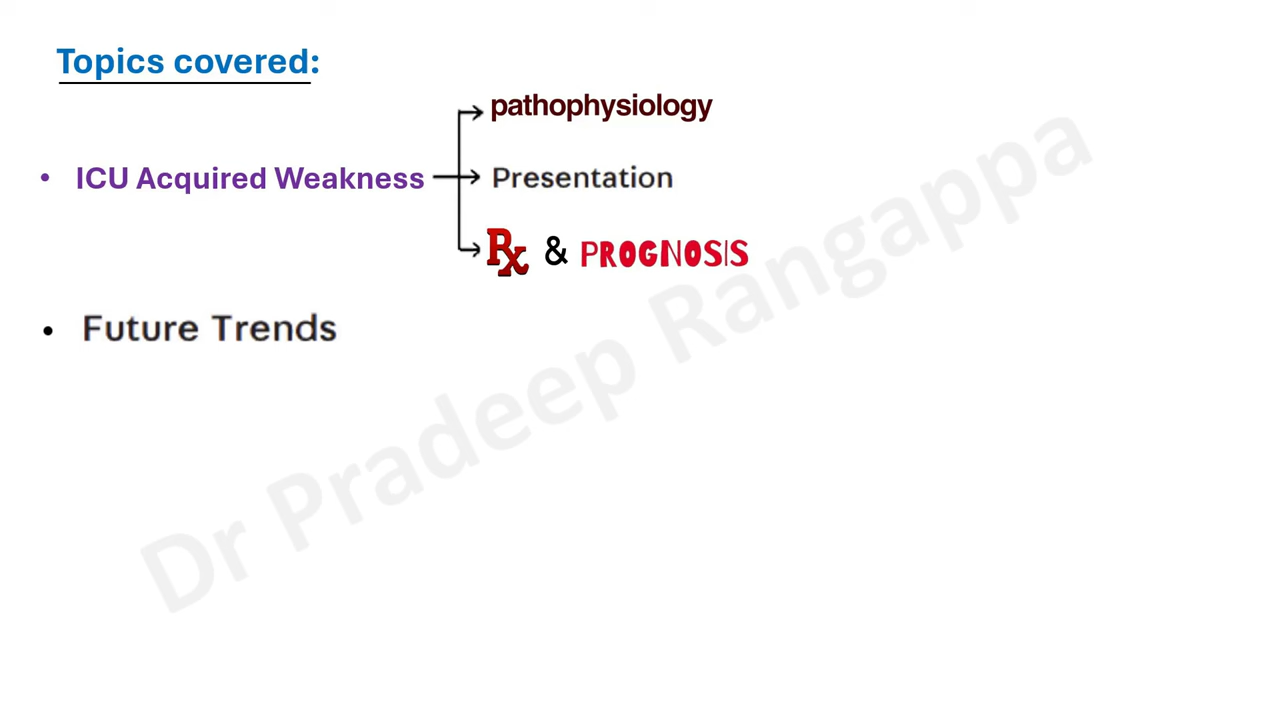 Topics covered:
pathophysiology
• ICU Acquired Weakness
Presentation
Rx & PROGNOSIS
• Future Trends
Dr Pradeep Rangappa